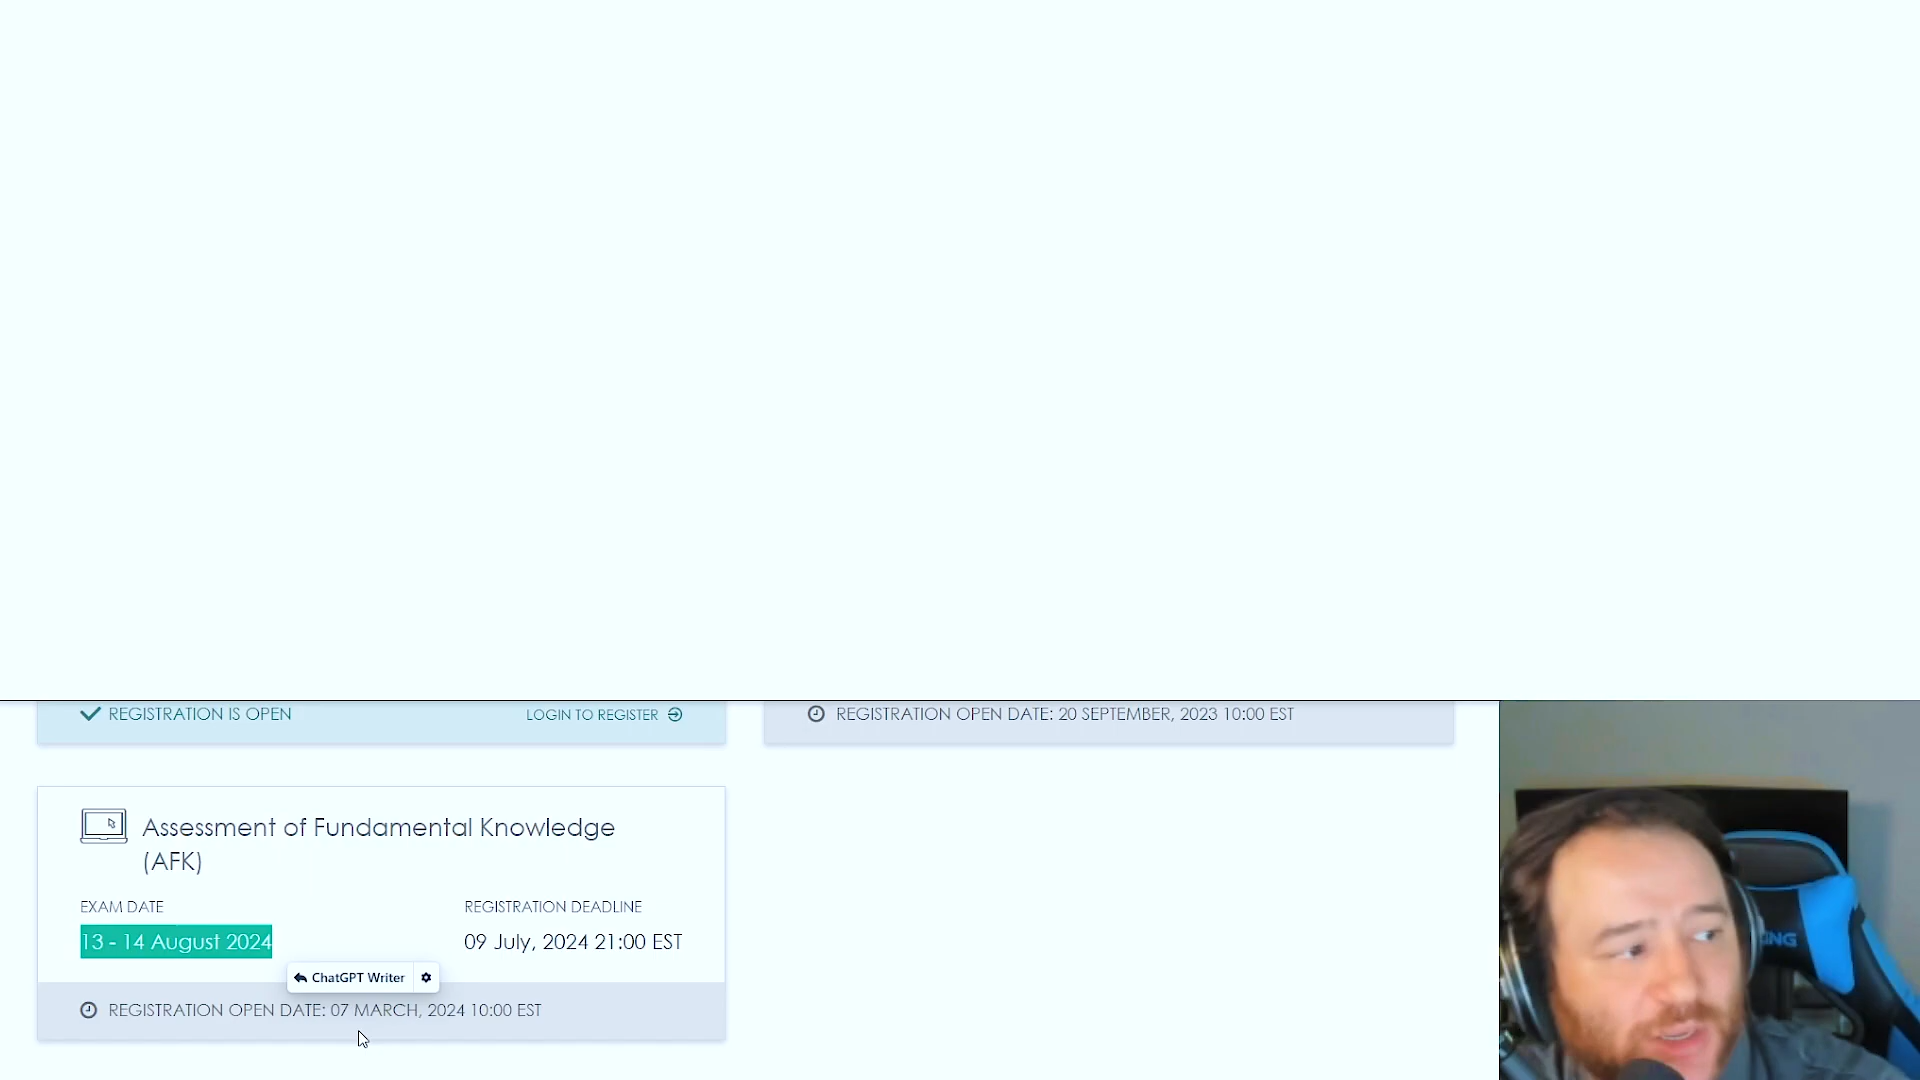 REGISTRATION IS OPEN
LOGIN TO REGISTER
REGISTRATION OPEN DATE: 20 SEPTEMBER, 2023 10:00 EST
Assessment of Fundamental Knowledge
(AFK)
EXAM DATE
REGISTRATION DEADLINE
13 - 14 August 2024
09 July, 2024 21:00 EST
ChatGPT Writer
REGISTRATION OPEN DATE: 07 MARCH, 2024 10:00 EST